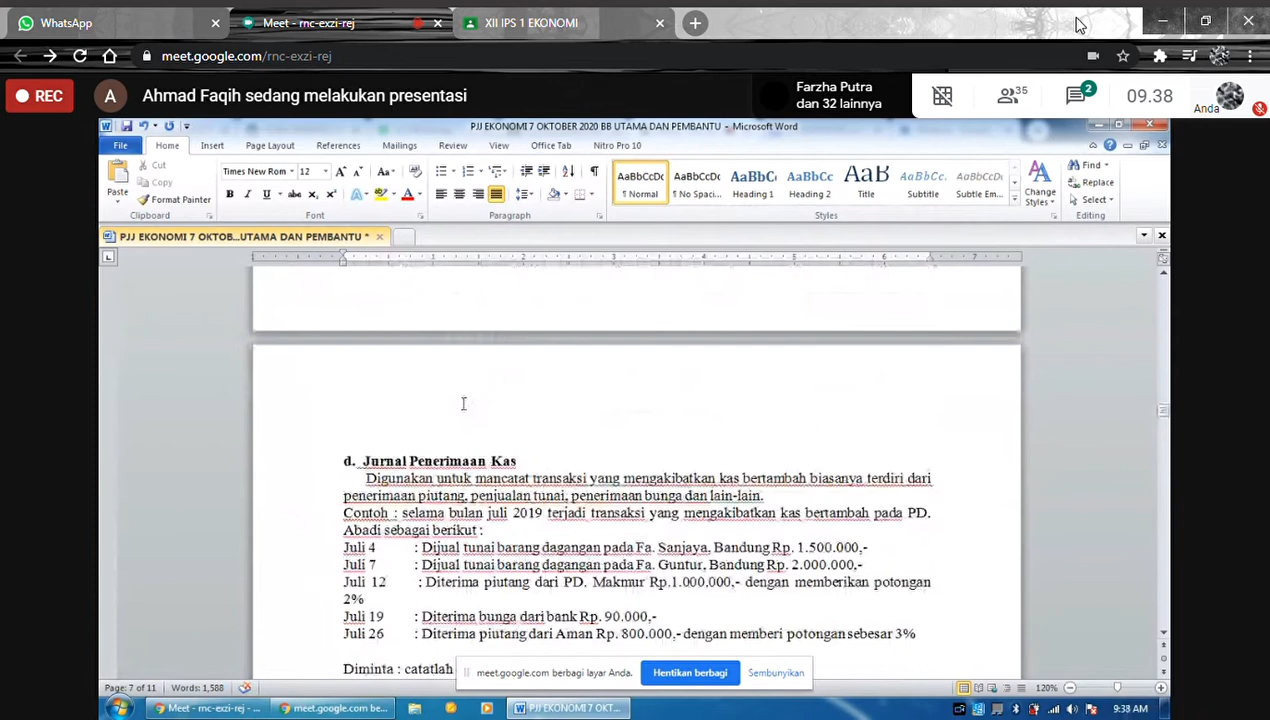 WhatsApp
Meet - rnc-exzi-rej
XII IPS 1 EKONOMI
meet.google.com/rnc-exzi-rej
REC
A
Ahmad Faqih sedang melakukan presentasi
Farzha Putra
dan 32 lainnya
35
2
09.38
Anda
PJJ EKONOMI 7 OKTOBER 2020 BB UTAMA DAN PEMBANTU - Microsoft Word
File Home Insert Page Layout References Mailings Review View Office Tab Nitro Pro 10
Paste
Cut
Copy
Format Painter
Clipboard
Times New Rom 12
Font
Paragraph
AaBbCcDc AaBbCcDc AaBbC AaBbCc AaB AaBbCc. AaBbCcDc
¶ Normal ¶ No Spaci... Heading 1 Heading 2 Title Subtitle Subtle Em...
Styles
Change
Styles
Find
Replace
Select
Editing
PJJ EKONOMI 7 OKTOB...UTAMA DAN PEMBANTU *
1 2 3 4 5 6 7
d. Jurnal Penerimaan Kas
Digunakan untuk mancatat transaksi yang mengakibatkan kas bertambah biasanya terdiri dari
penerimaan piutang, penjualan tunai, penerimaan bunga dan lain-lain.
Contoh : selama bulan juli 2019 terjadi transaksi yang mengakibatkan kas bertambah pada PD.
Abadi sebagai berikut :
Juli 4 : Dijual tunai barang dagangan pada Fa. Sanjaya, Bandung Rp. 1.500.000,-
Juli 7 : Dijual tunai barang dagangan pada Fa. Guntur, Bandung Rp. 2.000.000,-
Juli 12 : Diterima piutang dari PD. Makmur Rp.1.000.000,- dengan memberikan potongan
2%
Juli 19 : Diterima bunga dari bank Rp. 90.000,-
Juli 26 : Diterima piutang dari Aman Rp. 800.000,- dengan memberi potongan sebesar 3%
Diminta : catatlah
meet.google.com berbagi layar Anda.
Hentikan berbagi
Sembunyikan
Page: 7 of 11 Words: 1,588
120%
Meet - rnc-exzi-rej - ...
meet.google.com be...
PJJ EKONOMI 7 OKT...
9:38 AM